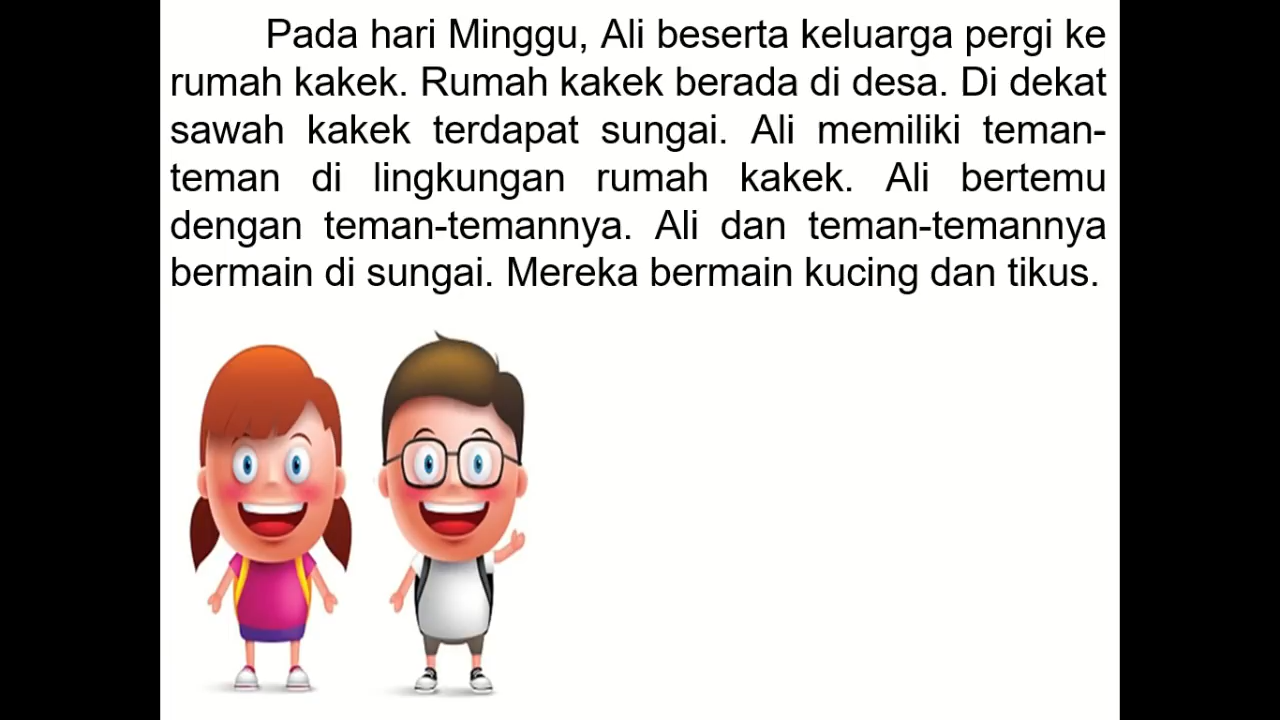 Pada hari Minggu, Ali beserta keluarga pergi ke
rumah kakek. Rumah kakek berada di desa. Di dekat
sawah kakek terdapat sungai. Ali memiliki teman-
teman di lingkungan rumah kakek. Ali bertemu
dengan teman-temannya. Ali dan teman-temannya
bermain di sungai. Mereka bermain kucing dan tikus.